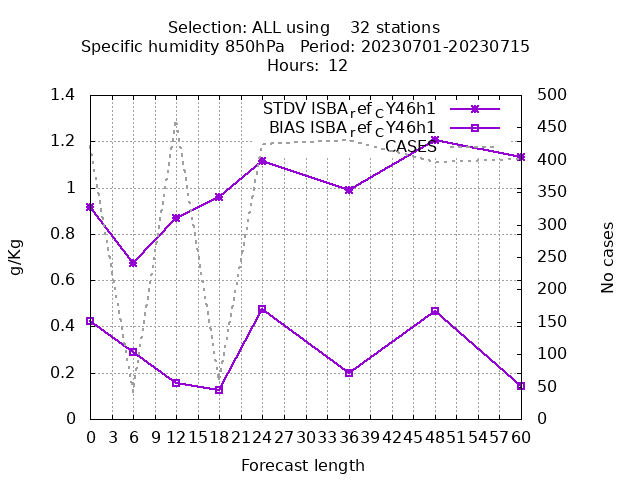 Selection: ALL using    32 stations
Specific humidity 850hPa   Period: 20230701-20230715
Hours:  12
1.4
1.2
1
0.8
0.6
0.4
0.2
0
g/Kg
500
450
400
350
300
250
200
150
100
50
0
No cases
STDV ISBA_ref_CY46h1
BIAS ISBA_ref_CY46h1
CASES
0 3 6 9 12 15 18 21 24 27 30 33 36 39 42 45 48 51 54 57 60
Forecast length